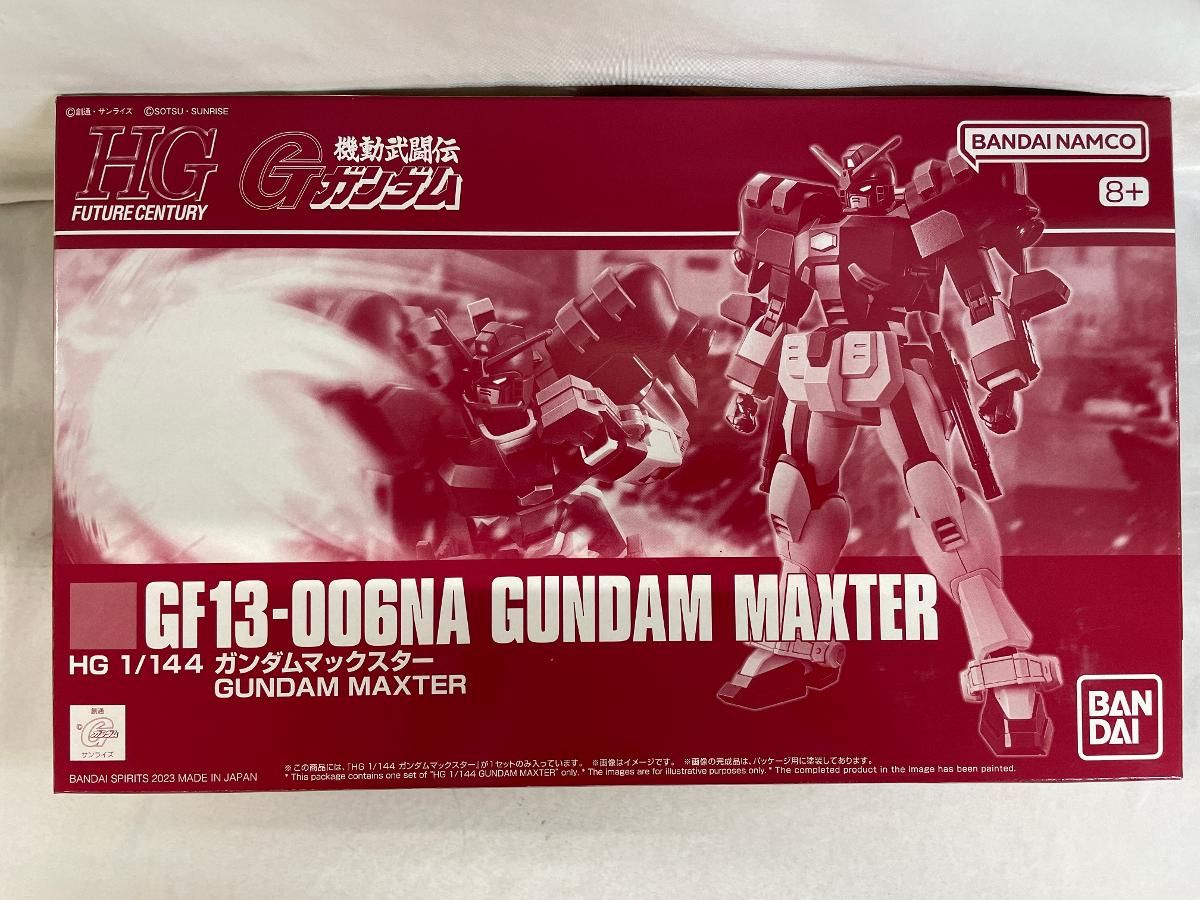 ©創通・サンライズ ©SOTSU・SUNRISE
HG
FUTURE CENTURY
機動武闘伝
Gガンダム
BANDAI NAMCO
8+
GF13-006NA GUNDAM MAXTER
HG 1/144 ガンダムマックスター
GUNDAM MAXTER
BAN
DAI
創通
©Gガンダム
サンライズ
BANDAI SPIRITS 2023 MADE IN JAPAN
※この商品には、『HG 1/144 ガンダムマックスター』が1セットのみ入っています。 ※画像はイメージです。 ※画像の完成品は、パッケージ用に塗装してあります。
* This package contains one set of "HG 1/144 GUNDAM MAXTER" only. * The images are for illustrative purposes only. * The completed product in the image has been painted.